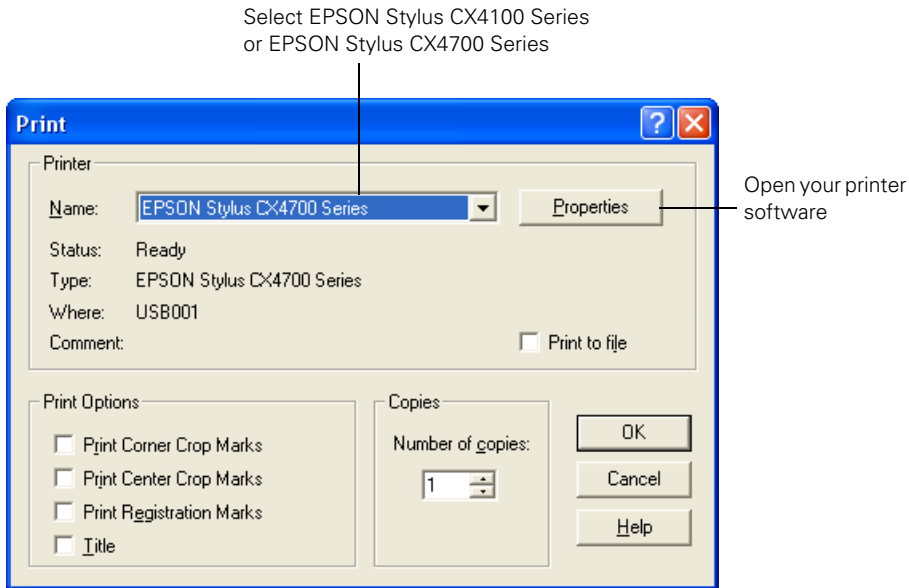 Select EPSON Stylus CX4100 Series
or EPSON Stylus CX4700 Series
Print
Printer
Name: EPSON Stylus CX4700 Series Properties
Open your printer
software
Status: Ready
Type: EPSON Stylus CX4700 Series
Where: USB001
Comment: Print to file
Print Options
Print Corner Crop Marks
Print Center Crop Marks
Print Registration Marks
Title
Copies
Number of copies:
1
OK
Cancel
Help